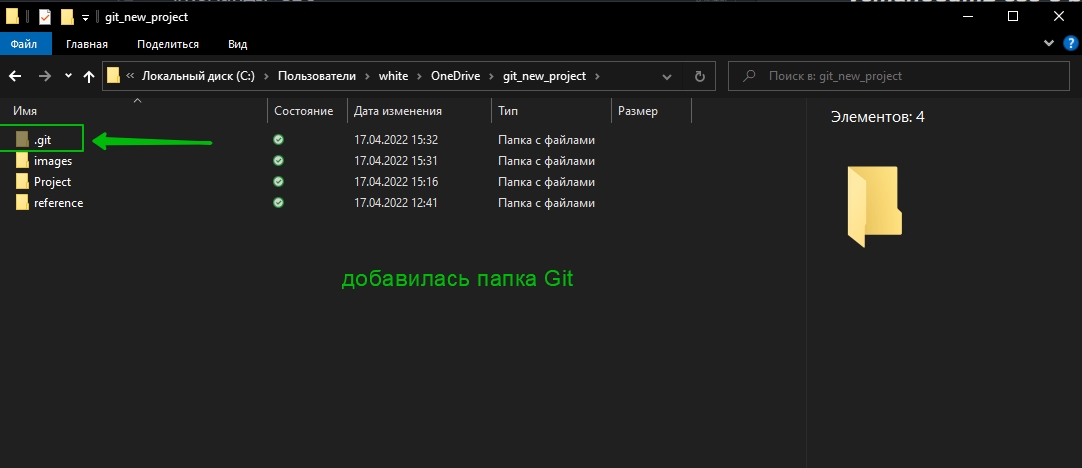 git_new_project
Файл Главная Поделиться Вид
Локальный диск (C:) Пользователи white OneDrive git_new_project Поиск в: git_new_project
Имя Состояние Дата изменения Тип Размер
.git 17.04.2022 15:32 Папка с файлами
images 17.04.2022 15:31 Папка с файлами
Project 17.04.2022 15:16 Папка с файлами
reference 17.04.2022 12:41 Папка с файлами
Элементов: 4
добавилась папка Git